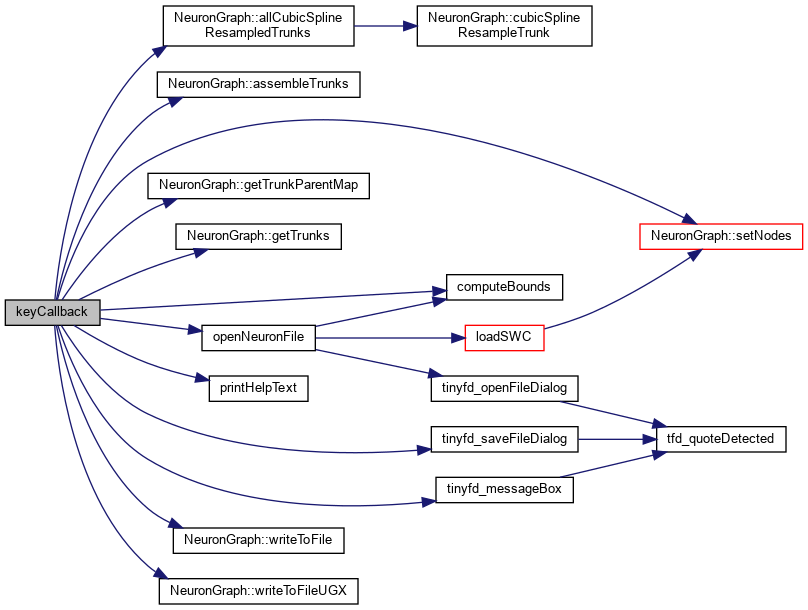 NeuronGraph::allCubicSpline
ResampledTrunks
NeuronGraph::cubicSpline
ResampleTrunk
NeuronGraph::assembleTrunks
NeuronGraph::getTrunkParentMap
NeuronGraph::getTrunks
NeuronGraph::setNodes
computeBounds
keyCallback
openNeuronFile
loadSWC
printHelpText
tinyfd_openFileDialog
tinyfd_saveFileDialog
tfd_quoteDetected
tinyfd_messageBox
NeuronGraph::writeToFile
NeuronGraph::writeToFileUGX